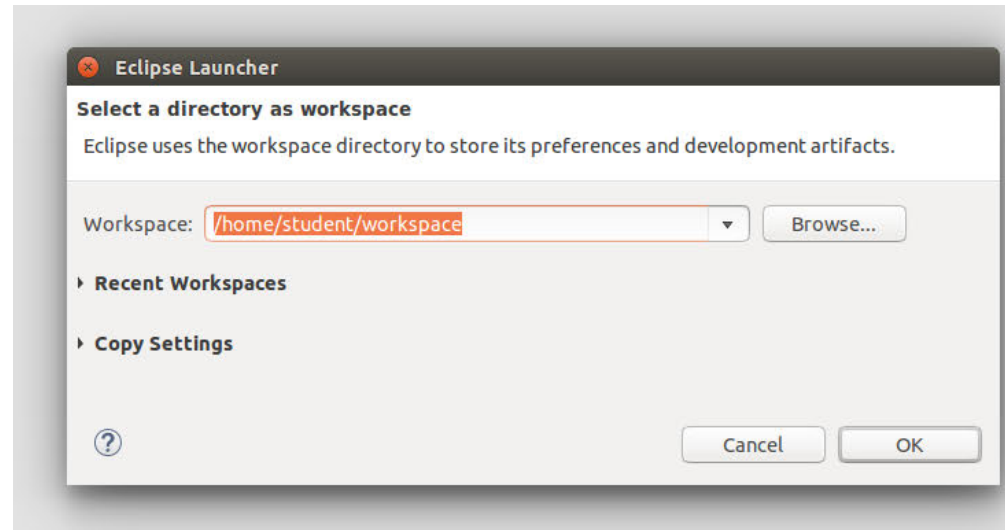 Eclipse Launcher
Select a directory as workspace
Eclipse uses the workspace directory to store its preferences and development artifacts.
Workspace: /home/student/workspace Browse...
Recent Workspaces
Copy Settings
? Cancel OK